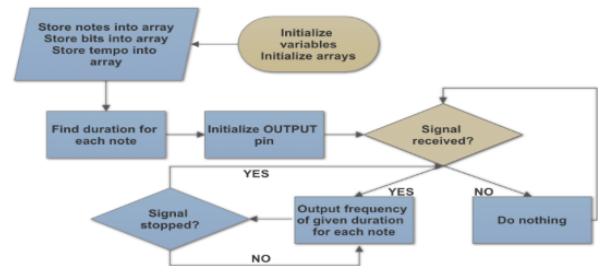 Store notes into array
Store bits into array
Store tempo into
array
Initialize
variables
Initialize arrays
Find duration for
each note
Initialize OUTPUT
pin
Signal
received?
YES
YES
NO
Signal
stopped?
Output frequency
of given duration
for each note
Do nothing
NO